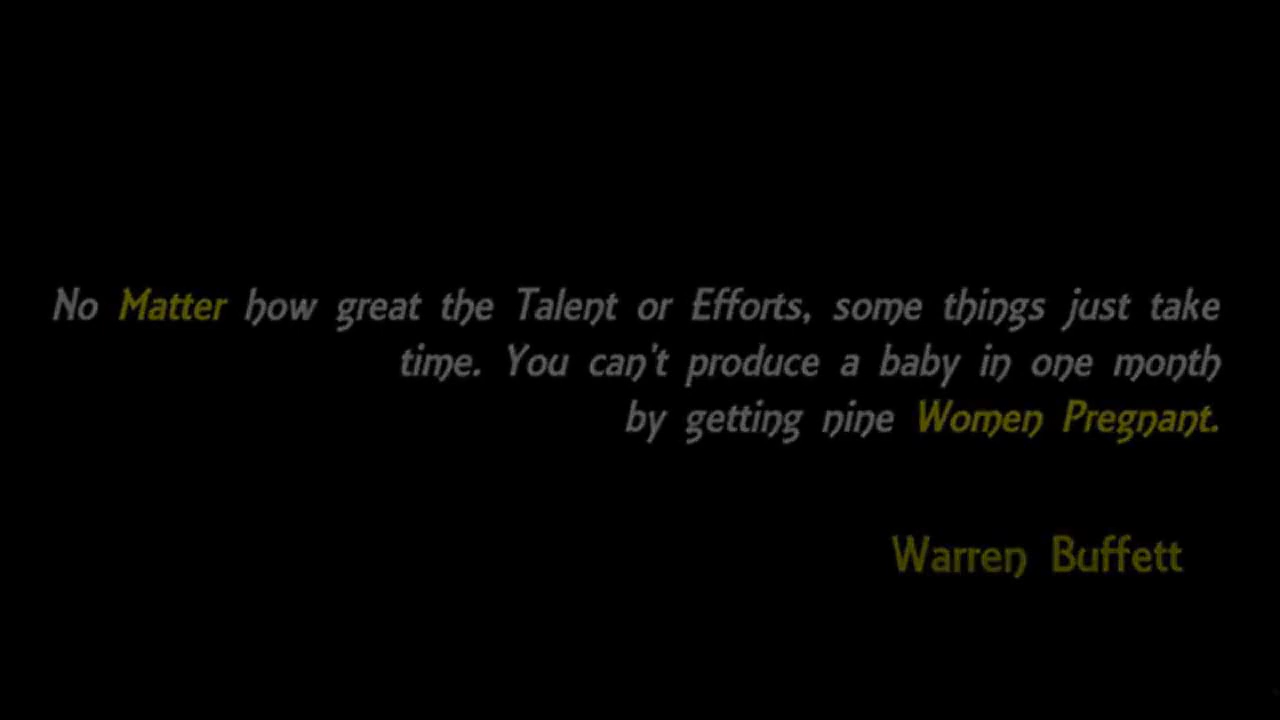 No Matter how great the Talent or Efforts, some things just take
time. You can't produce a baby in one month
by getting nine Women Pregnant.
Warren Buffett